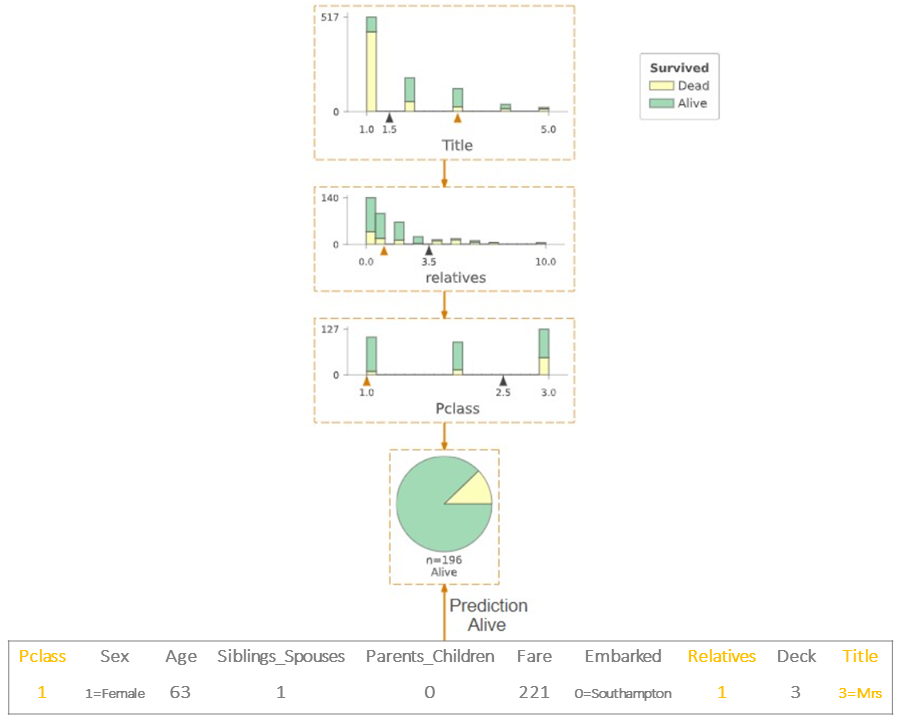 517
0
1.0 1.5 5.0
Title
Survived
Dead
Alive
140
0
0.0 3.5 10.0
relatives
127
0
1.0 2.5 3.0
Pclass
n=196
Alive
Prediction
Alive
Pclass Sex Age Siblings_Spouses Parents_Children Fare Embarked Relatives Deck Title
1 1=Female 63 1 0 221 0=Southampton 1 3 3=Mrs